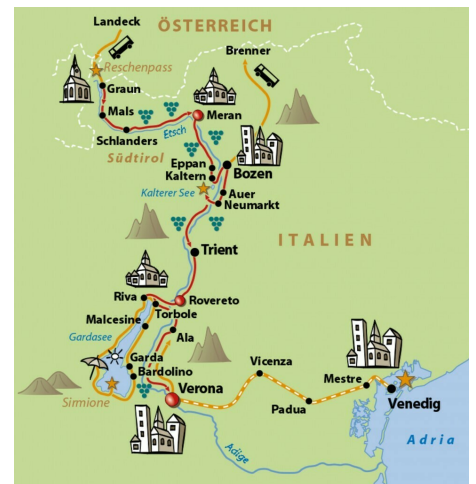 Landeck
ÖSTERREICH
Brenner
Reschenpass
Graun
Mals
Meran
Etsch
Schlanders
Südtirol
Eppan
Bozen
Kaltern
Kalterer See
Auer
Neumarkt
ITALIEN
Trient
Riva
Rovereto
Torbole
Malcesine
Ala
Gardasee
Garda
Bardolino
Vicenza
Mestre
Sirmione
Verona
Padua
Venedig
Adige
Adria